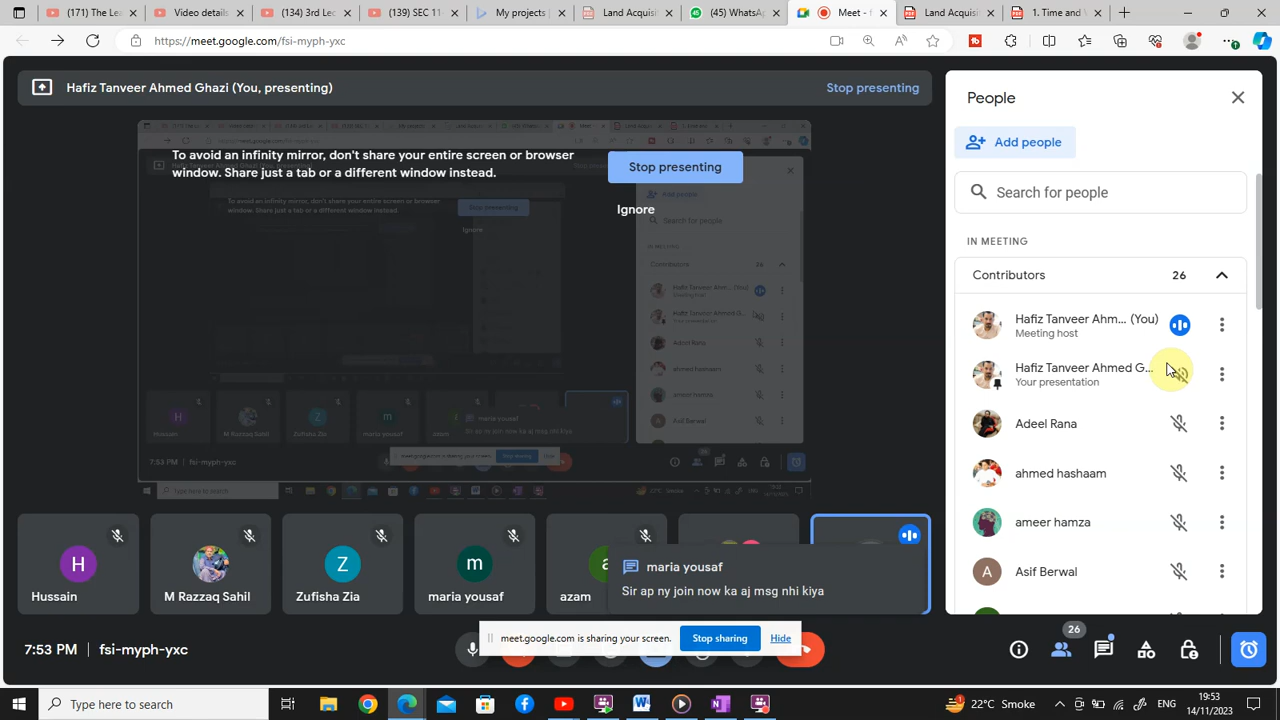 (171) The Le
Video details
(134) 3rd Lec
(139) SEC 11
My projects |
Land Acquisi
(45) WhatsA
Meet - f
Land Acquis
1. Time and V
https://meet.google.com/fsi-myph-yxc
Hafiz Tanveer Ahmed Ghazi (You, presenting)
Stop presenting
To avoid an infinity mirror, don't share your entire screen or browser
window. Share just a tab or a different window instead.
Stop presenting
Ignore
People
Add people
Search for people
IN MEETING
Contributors
26
Hafiz Tanveer Ahm... (You)
Meeting host
Hafiz Tanveer Ahmed G...
Your presentation
Adeel Rana
ahmed hashaam
ameer hamza
Asif Berwal
A
H
Hussain
M Razzaq Sahil
Z
Zufisha Zia
m
maria yousaf
a
azam
maria yousaf
Sir ap ny join now ka aj msg nhi kiya
meet.google.com is sharing your screen.
Stop sharing
Hide
7:53 PM
fsi-myph-yxc
26
Type here to search
22°C Smoke
ENG
19:53
14/11/2023